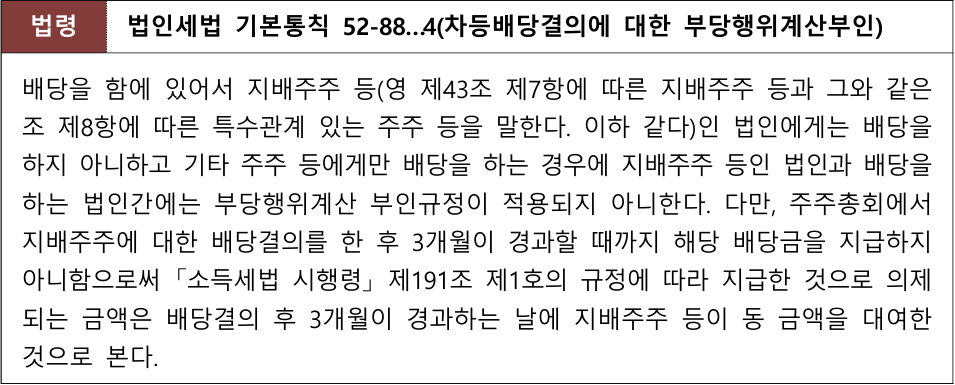 법령 법인세법 기본통칙 52-88…4(차등배당결의에 대한 부당행위계산부인)
배당을 함에 있어서 지배주주 등(영 제43조 제7항에 따른 지배주주 등과 그와 같은
조 제8항에 따른 특수관계 있는 주주 등을 말한다. 이하 같다)인 법인에게는 배당을
하지 아니하고 기타 주주 등에게만 배당을 하는 경우에 지배주주 등인 법인과 배당을
하는 법인간에는 부당행위계산 부인규정이 적용되지 아니한다. 다만, 주주총회에서
지배주주에 대한 배당결의를 한 후 3개월이 경과할 때까지 해당 배당금을 지급하지
아니함으로써「소득세법 시행령」제191조 제1호의 규정에 따라 지급한 것으로 의제
되는 금액은 배당결의 후 3개월이 경과하는 날에 지배주주 등이 동 금액을 대여한
것으로 본다.